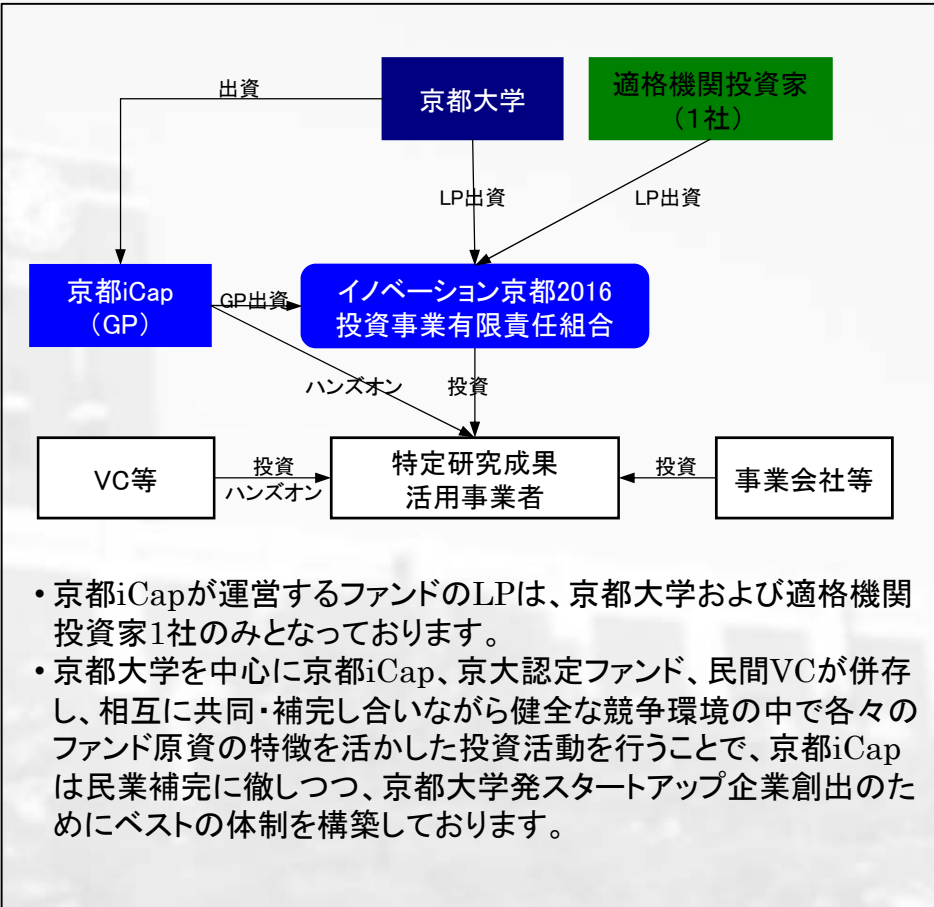 出資
京都大学
適格機関投資家
(1社)
LP出資
LP出資
京都iCap
(GP)
GP出資
イノベーション京都2016
投資事業有限責任組合
ハンズオン
投資
VC等
投資
ハンズオン
特定研究成果
活用事業者
投資
事業会社等
・京都iCapが運営するファンドのLPは、京都大学および適格機関
投資家1社のみとなっております。
・京都大学を中心に京都iCap、京大認定ファンド、民間VCが併存
し、相互に共同・補完し合いながら健全な競争環境の中で各々の
ファンド原資の特徴を活かした投資活動を行うことで、京都iCap
は民業補完に徹しつつ、京都大学発スタートアップ企業創出のた
めにベストの体制を構築しております。